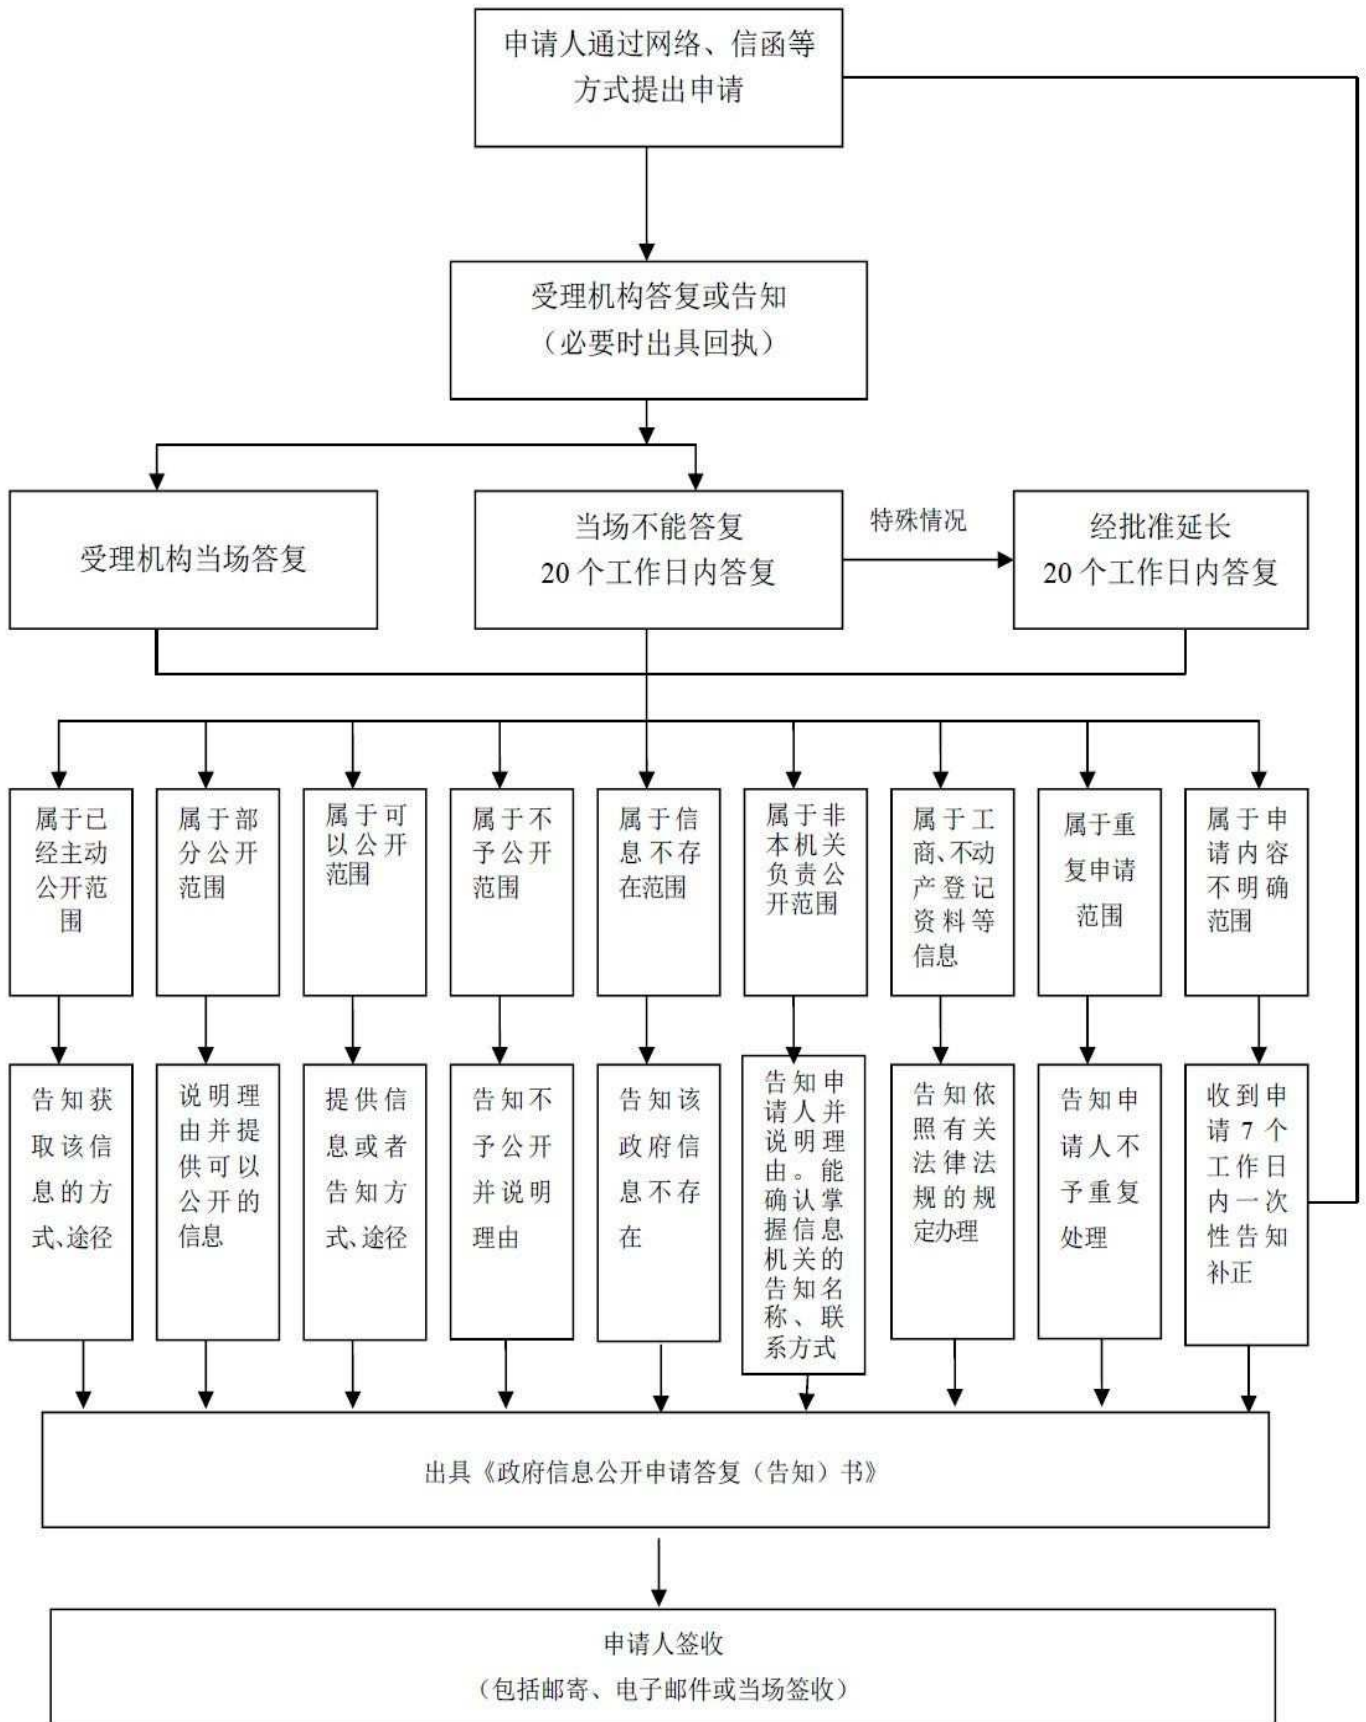 申请人通过网络、信函等
方式提出申请
受理机构答复或告知
（必要时出具回执）
受理机构当场答复
当场不能答复
20 个工作日内答复
特殊情况
经批准延长
20 个工作日内答复
属于已
经主动
公开范
围
属于部
分公开
范围
属于可
以公开
范围
属于不
予公开
范围
属于信
息不存
在范围
属于非
本机关
负责公
开范围
属于工
商、不动
产登记
资料等
信息
属于重
复申请
范围
属于申
请内容
不明确
范围
告知获
取该信
息的方
式、途径
说明理
由并提
供可以
公开的
信息
提供信
息或者
告知方
式、途径
告知不
予公开
并说明
理由
告知该
政府信
息不存
在
告知申
请人并
说明理
由。能
确认掌
握信息
机关的
告知名
称、联
系方式
告知依
照有关
法律法
规的规
定办理
告知申
请人不
予重复
处理
收到申
请 7 个
工作日
内一次
性告知
补正
出具《政府信息公开申请答复（告知）书》
申请人签收
（包括邮寄、电子邮件或当场签收）